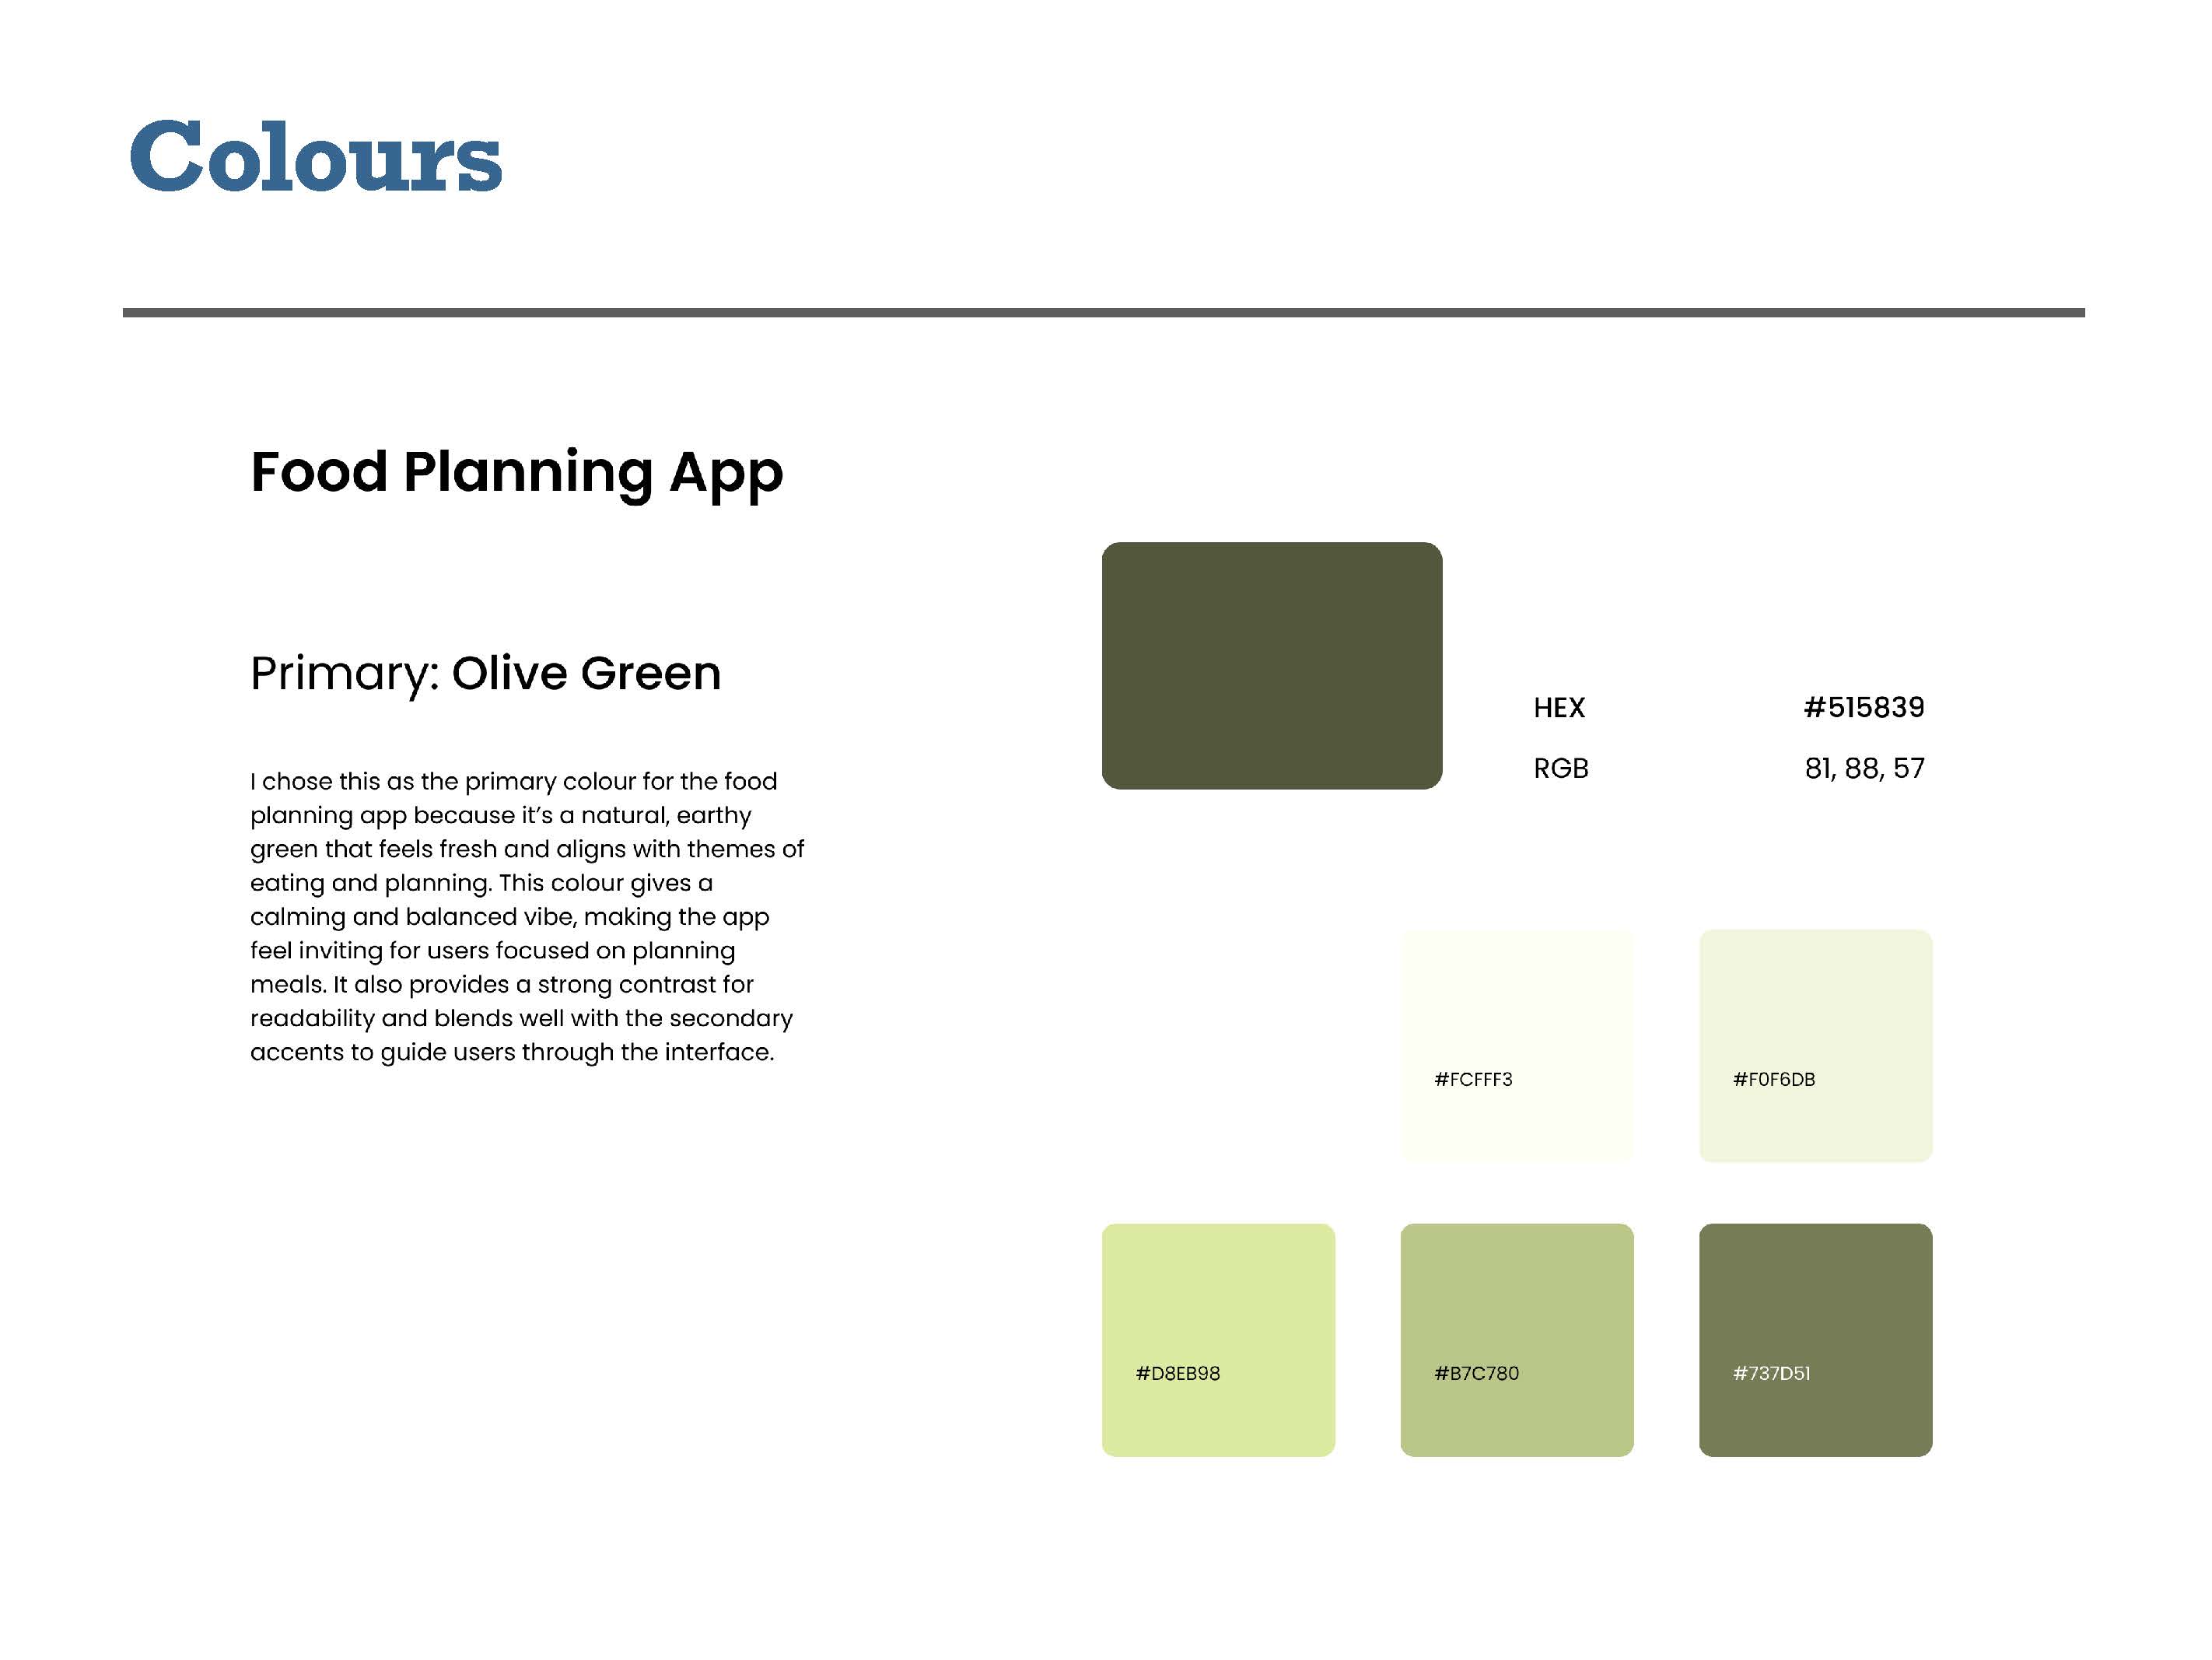 Colours
Food Planning App
Primary: Olive Green
I chose this as the primary colour for the food
planning app because it’s a natural, earthy
green that feels fresh and aligns with themes of
eating and planning. This colour gives a
calming and balanced vibe, making the app
feel inviting for users focused on planning
meals. It also provides a strong contrast for
readability and blends well with the secondary
accents to guide users through the interface.
HEX #515839
RGB 81, 88, 57
#FCFFF3 #F0F6DB
#D8EB98 #B7C780 #737D51